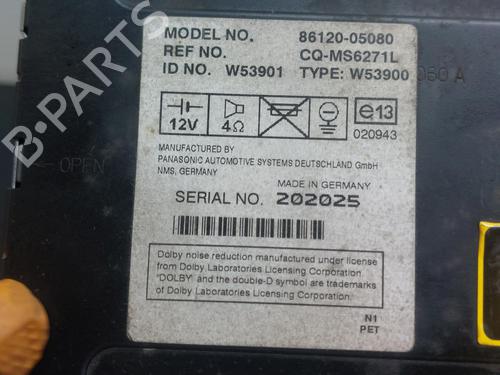 MODEL NO. 86120-05080
REF NO. CQ-MS6271L
ID NO. W53901 TYPE: W53900 060 A
12V 4Ω e13
020943
MANUFACTURED BY
PANASONIC AUTOMOTIVE SYSTEMS DEUTSCHLAND GmbH
NMS, GERMANY
MADE IN GERMANY
SERIAL NO. 202025
Dolby noise reduction manufactured under license
from Dolby Laboratories Licensing Corporation.
"DOLBY" and the double-D symbol are trademarks
of Dolby Laboratories Licensing Corporation.
N1
PET
OPEN
B-PARTS